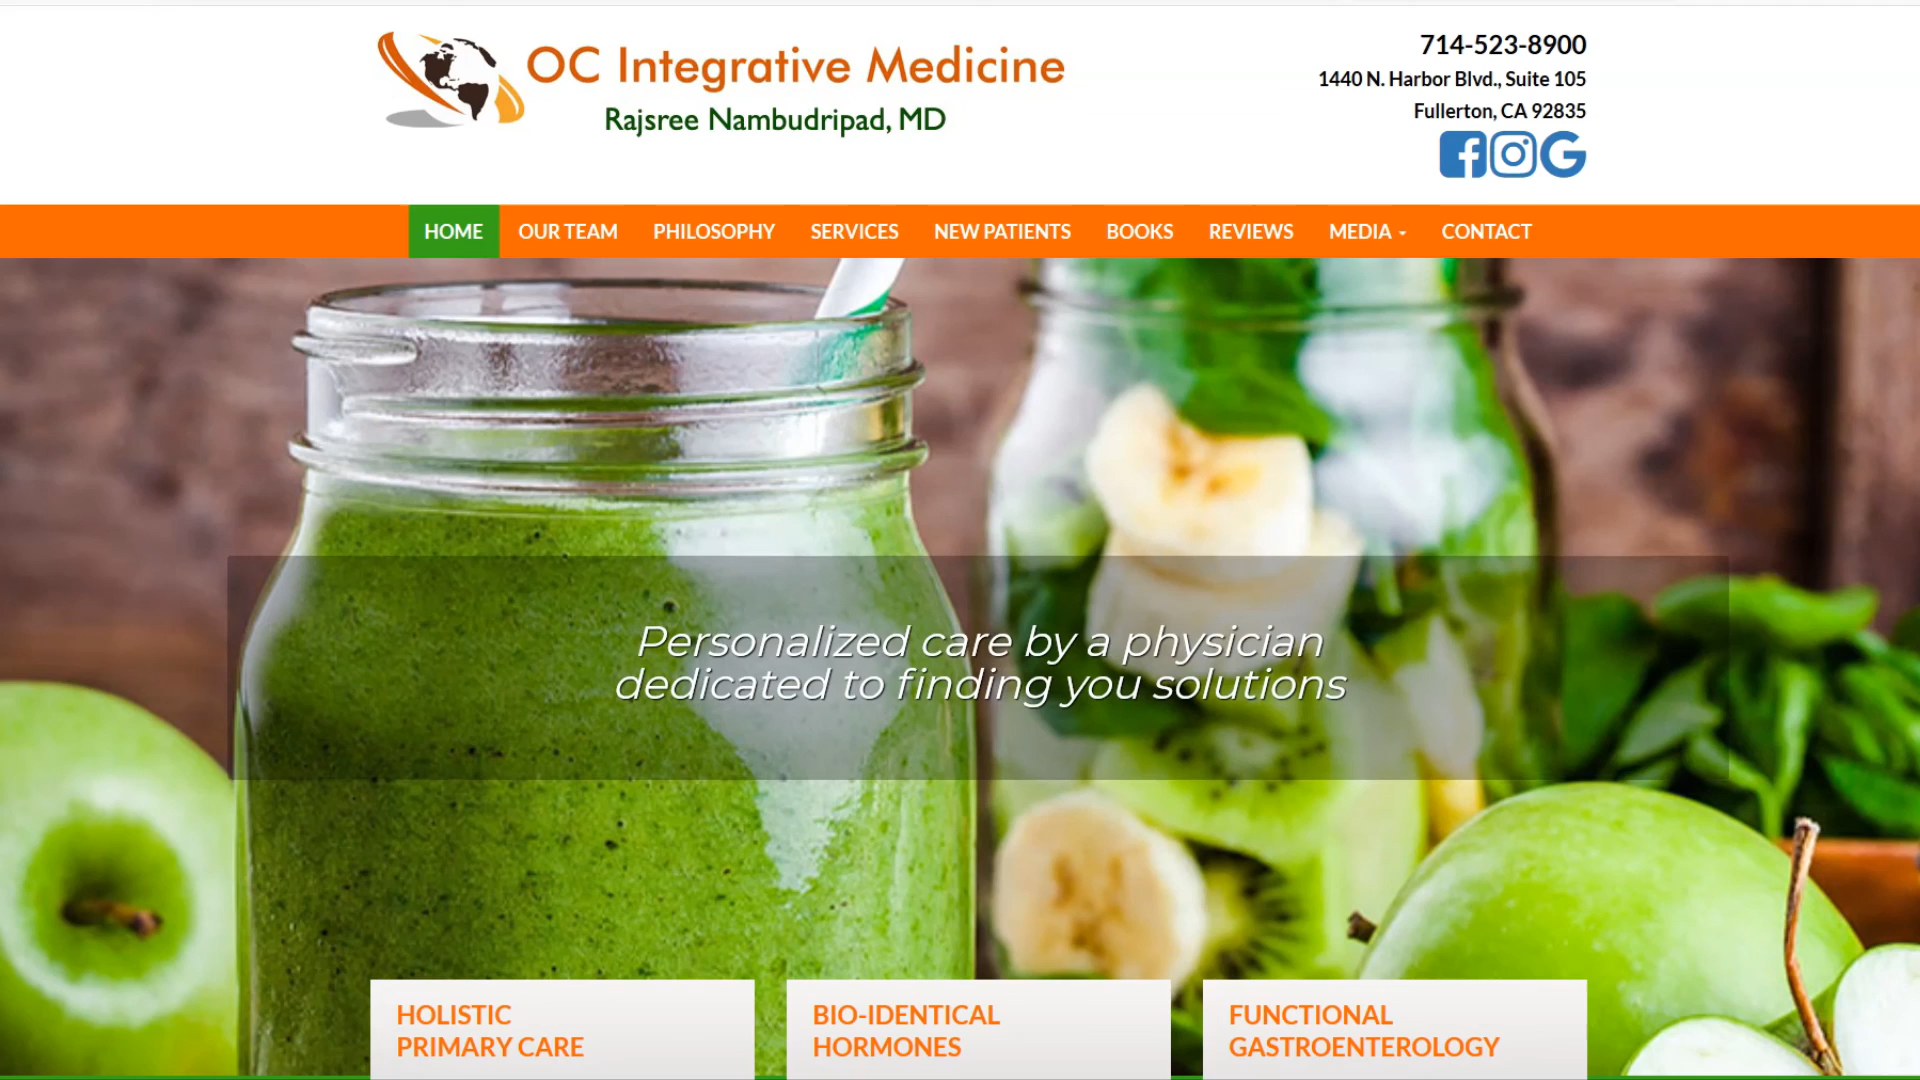 OC Integrative Medicine
Rajsree Nambudripad, MD
714-523-8900
1440 N. Harbor Blvd., Suite 105
Fullerton, CA 92835
HOME OUR TEAM PHILOSOPHY SERVICES NEW PATIENTS BOOKS REVIEWS MEDIA CONTACT
Personalized care by a physician
dedicated to finding you solutions
HOLISTIC
PRIMARY CARE
BIO-IDENTICAL
HORMONES
FUNCTIONAL
GASTROENTEROLOGY